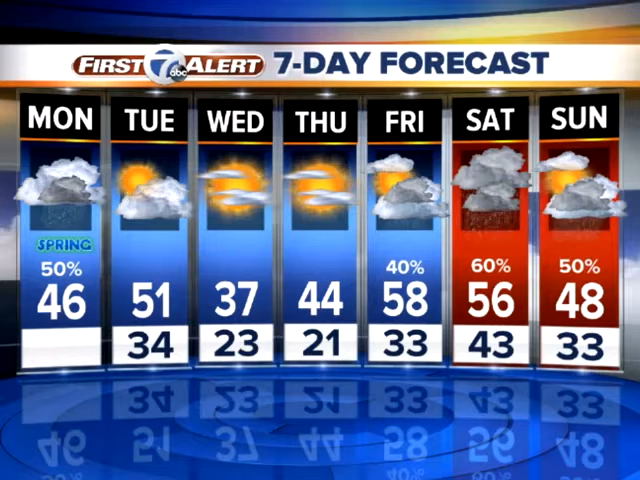 FIRST 7 abc ALERT 7-DAY FORECAST
MON TUE WED THU FRI SAT SUN
SPRING
50% 40% 60% 50%
46 51 37 44 58 56 48
34 23 21 33 43 33